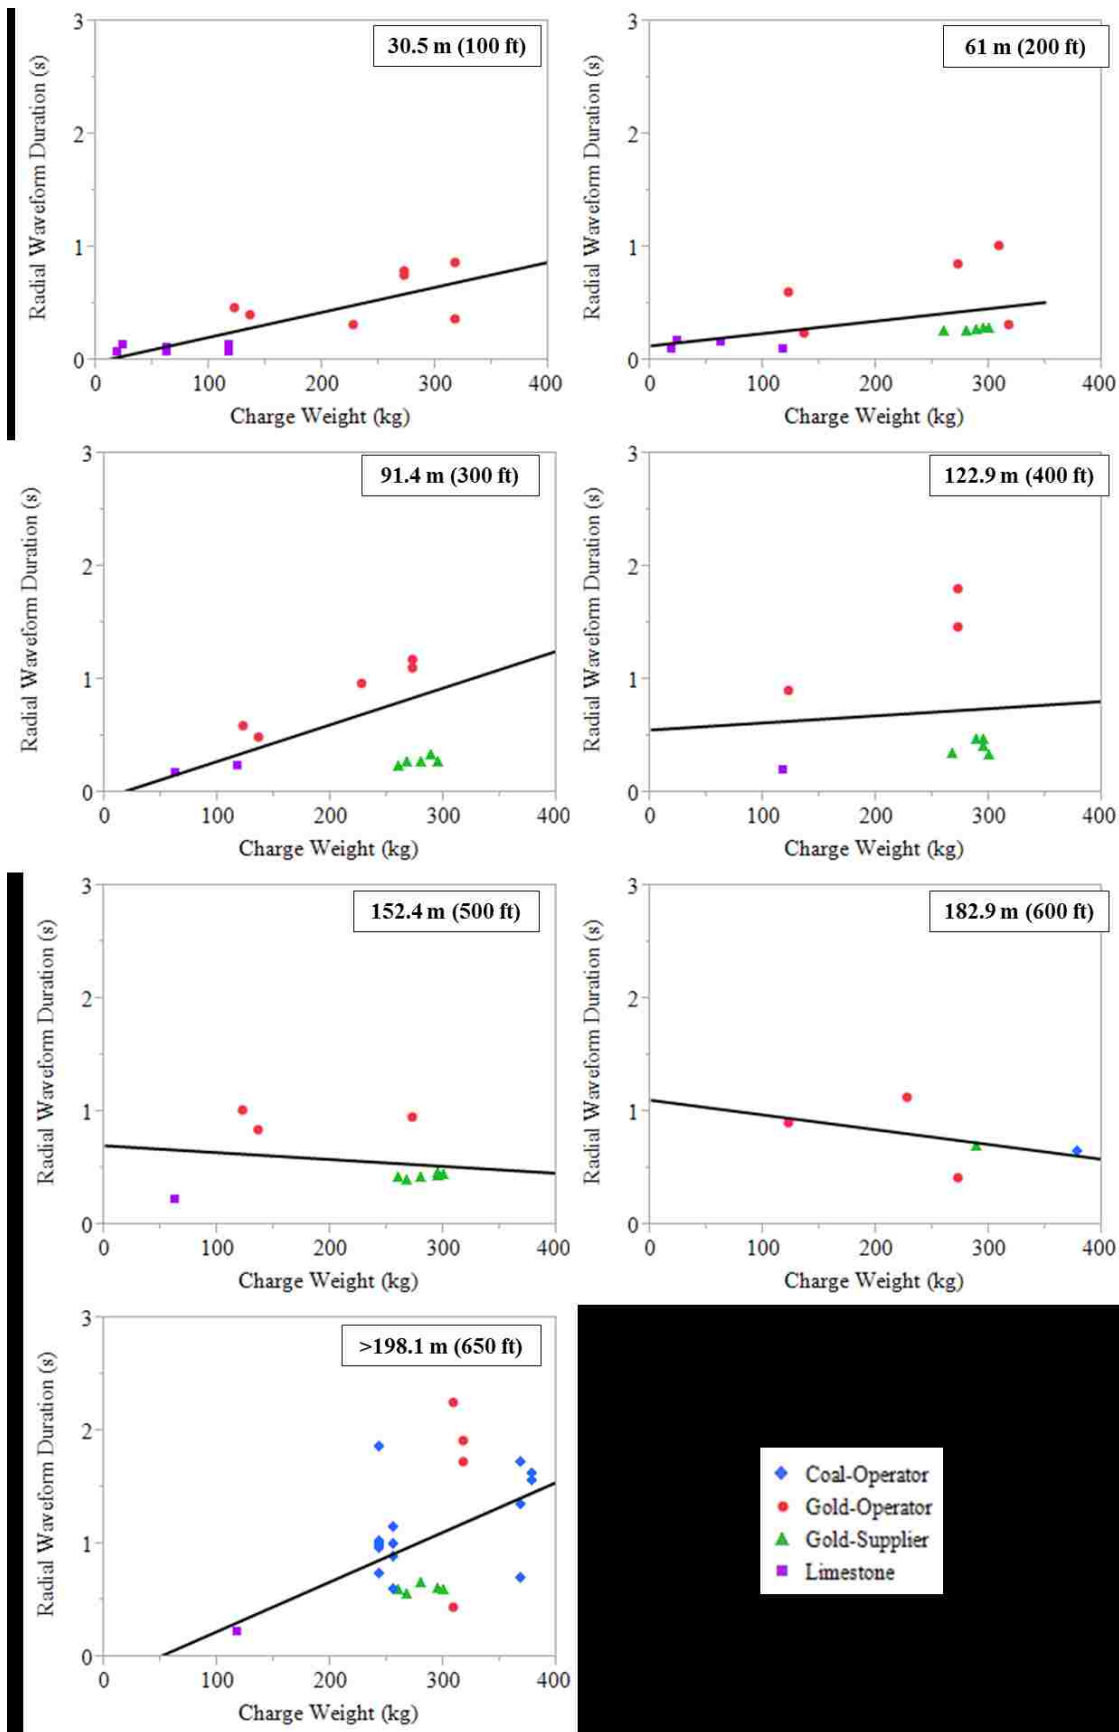 30.5 m (100 ft)
Radial Waveform Duration (s)
3
2
1
0
0 100 200 300 400
Charge Weight (kg)
61 m (200 ft)
Radial Waveform Duration (s)
3
2
1
0
0 100 200 300 400
Charge Weight (kg)
91.4 m (300 ft)
Radial Waveform Duration (s)
3
2
1
0
0 100 200 300 400
Charge Weight (kg)
122.9 m (400 ft)
Radial Waveform Duration (s)
3
2
1
0
0 100 200 300 400
Charge Weight (kg)
152.4 m (500 ft)
Radial Waveform Duration (s)
3
2
1
0
0 100 200 300 400
Charge Weight (kg)
182.9 m (600 ft)
Radial Waveform Duration (s)
3
2
1
0
0 100 200 300 400
Charge Weight (kg)
>198.1 m (650 ft)
Radial Waveform Duration (s)
3
2
1
0
0 100 200 300 400
Charge Weight (kg)
Coal-Operator
Gold-Operator
Gold-Supplier
Limestone